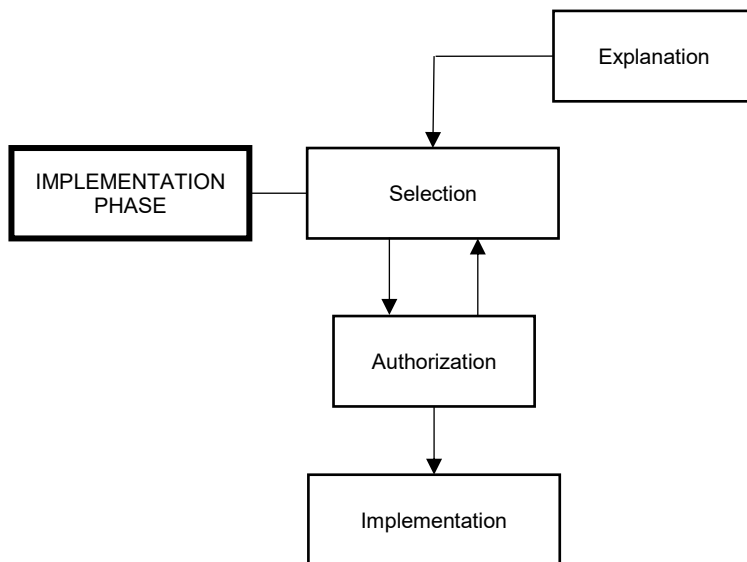 Explanation
IMPLEMENTATION
PHASE
Selection
Authorization
Implementation